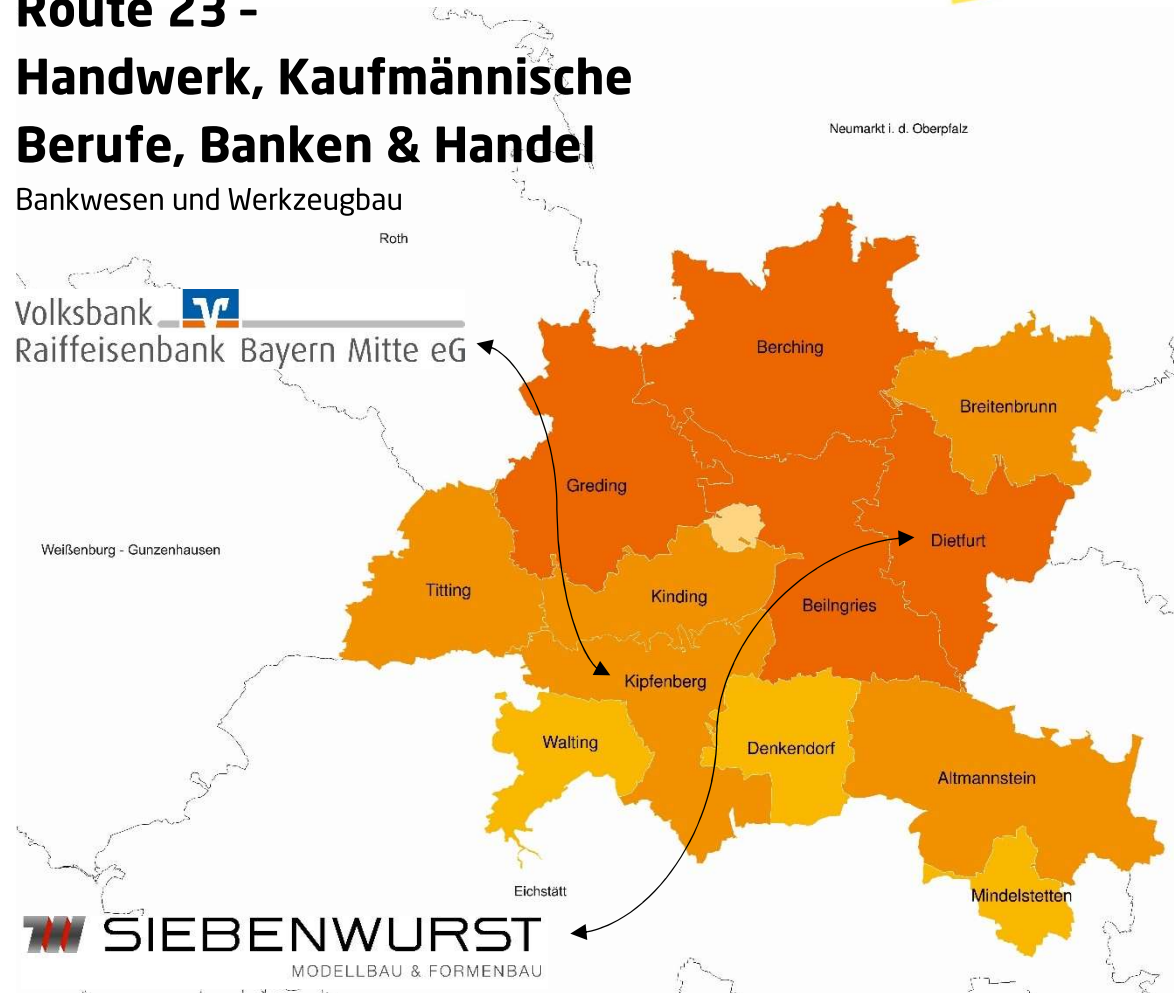 Route 23 -
Handwerk, Kaufmännische
Berufe, Banken & Handel
Bankwesen und Werkzeugbau
Neumarkt i. d. Oberpfalz
Roth
Volksbank
Raiffeisenbank Bayern Mitte eG
Berching
Breitenbrunn
Greding
Dietfurt
Weißenburg - Gunzenhausen
Titting
Kinding
Beilngries
Kipfenberg
Walting
Denkendorf
Altmannstein
Eichstätt
Mindelstetten
SIEBENWURST
MODELLBAU & FORMENBAU